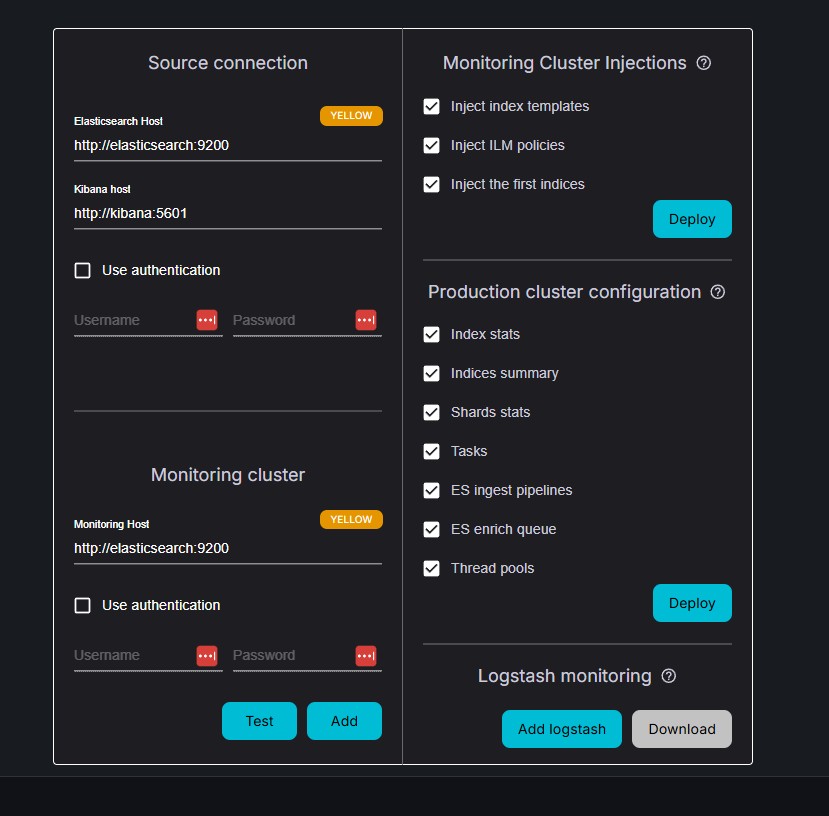 Source connection
Elasticsearch Host
YELLOW
http://elasticsearch:9200
Kibana host
http://kibana:5601
Use authentication
Username
Password
Monitoring cluster
Monitoring Host
YELLOW
http://elasticsearch:9200
Use authentication
Username
Password
Test
Add
Monitoring Cluster Injections
Inject index templates
Inject ILM policies
Inject the first indices
Deploy
Production cluster configuration
Index stats
Indices summary
Shards stats
Tasks
ES ingest pipelines
ES enrich queue
Thread pools
Deploy
Logstash monitoring
Add logstash
Download